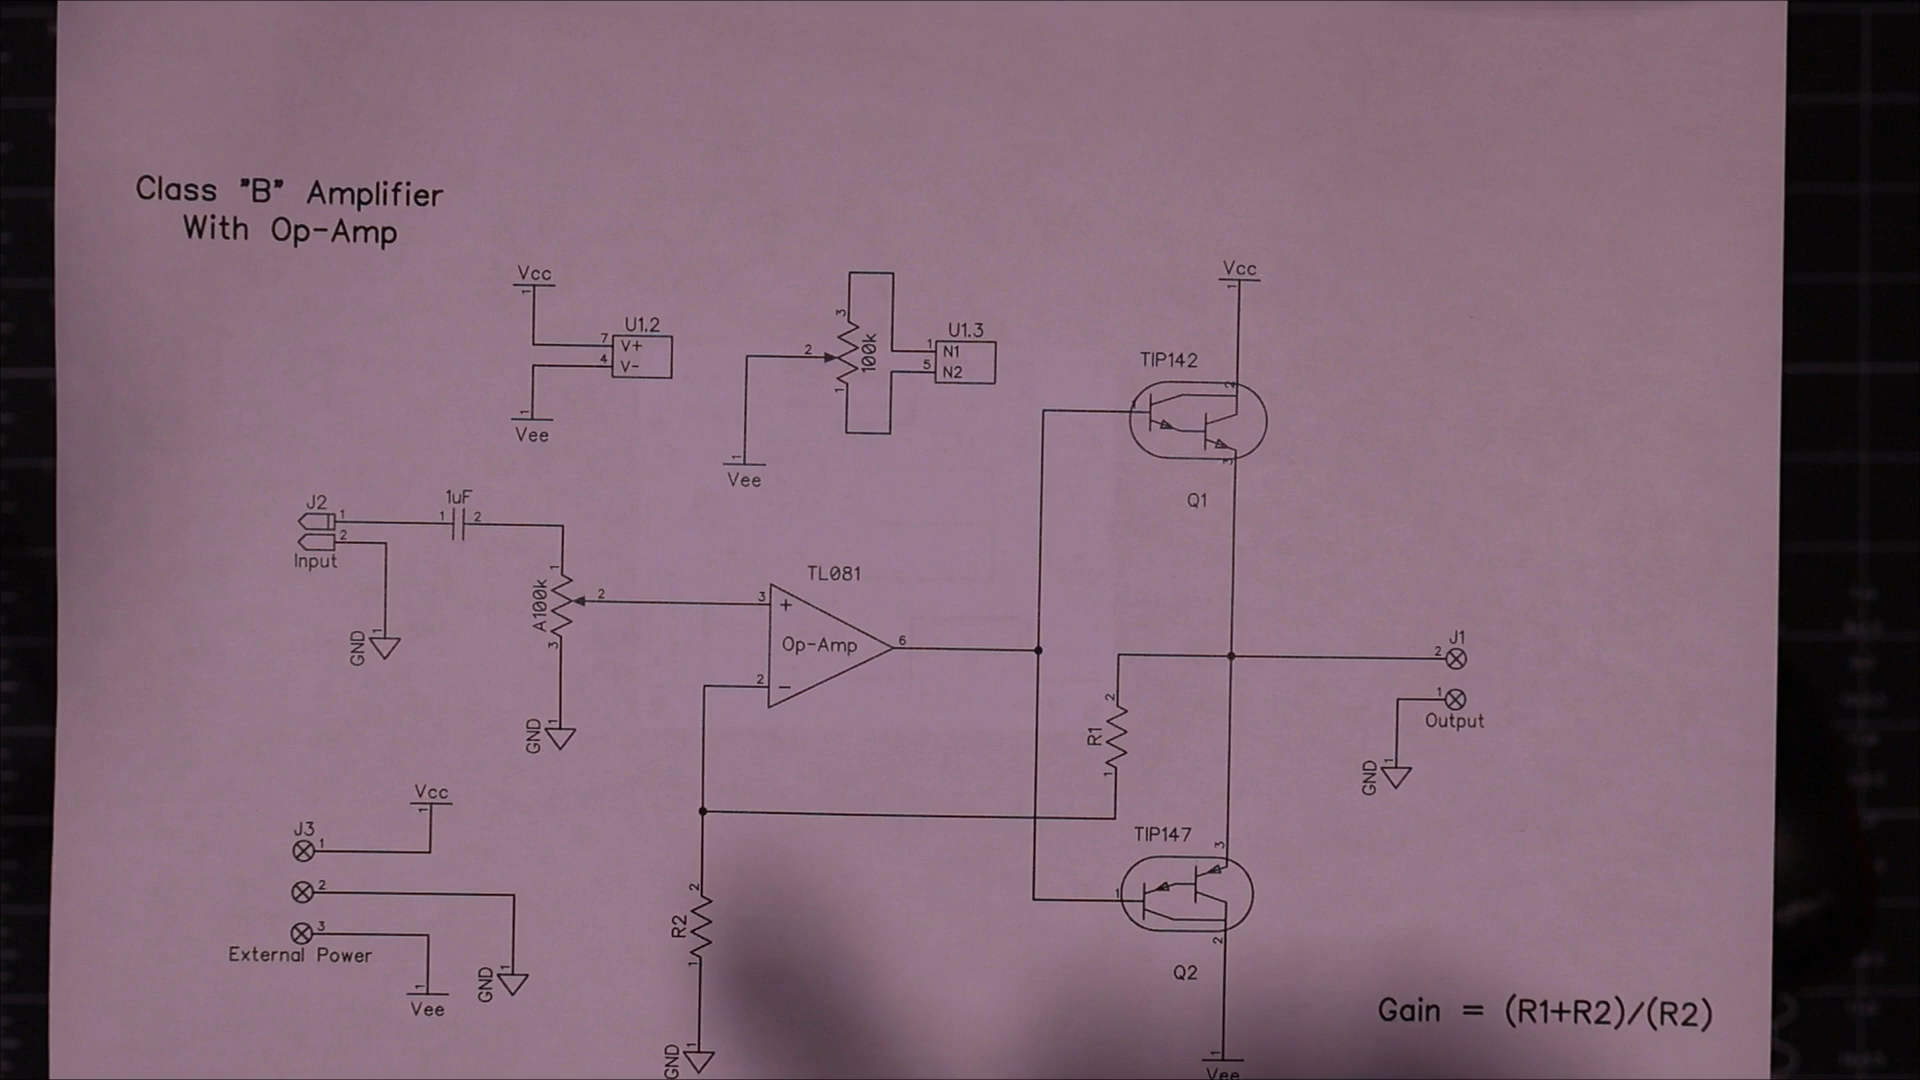 Class "B" Amplifier
With Op-Amp
Vcc
1
7
U1.2
V+
4
V-
1
Vee
3
2
100k
1
1
U1.3
N1
5
N2
1
Vee
Vcc
1
TIP142
2
1
3
Q1
J2
1
2
Input
1uF
1
2
GND
1
A100k
1
2
3
GND
1
TL081
3
+
Op-Amp
6
2
-
R1
2
1
J1
2
1
Output
GND
1
J3
1
2
3
External Power
Vcc
1
GND
1
1
Vee
R2
2
1
GND
1
TIP147
3
1
2
Q2
1
Vee
Gain = (R1+R2)/(R2)